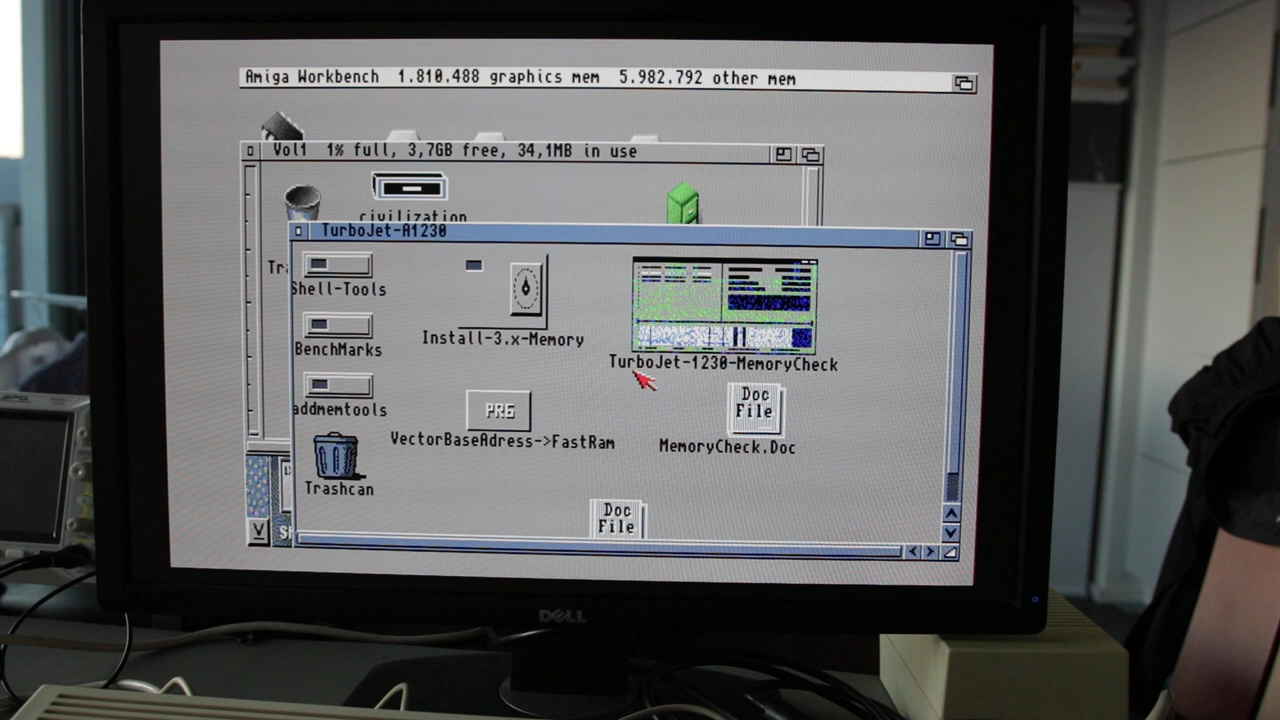 Amiga Workbench 1.810.488 graphics mem 5.982.792 other mem
Vol1 1% full, 3,7GB free, 34,1MB in use
civilization
TurboJet-A1230
Shell-Tools
Install-3.x-Memory
BenchMarks
TurboJet-1230-MemoryCheck
addmemtools
PRG
Doc
File
VectorBaseAdress->FastRam
MemoryCheck.Doc
Trashcan
Doc
File
DELL